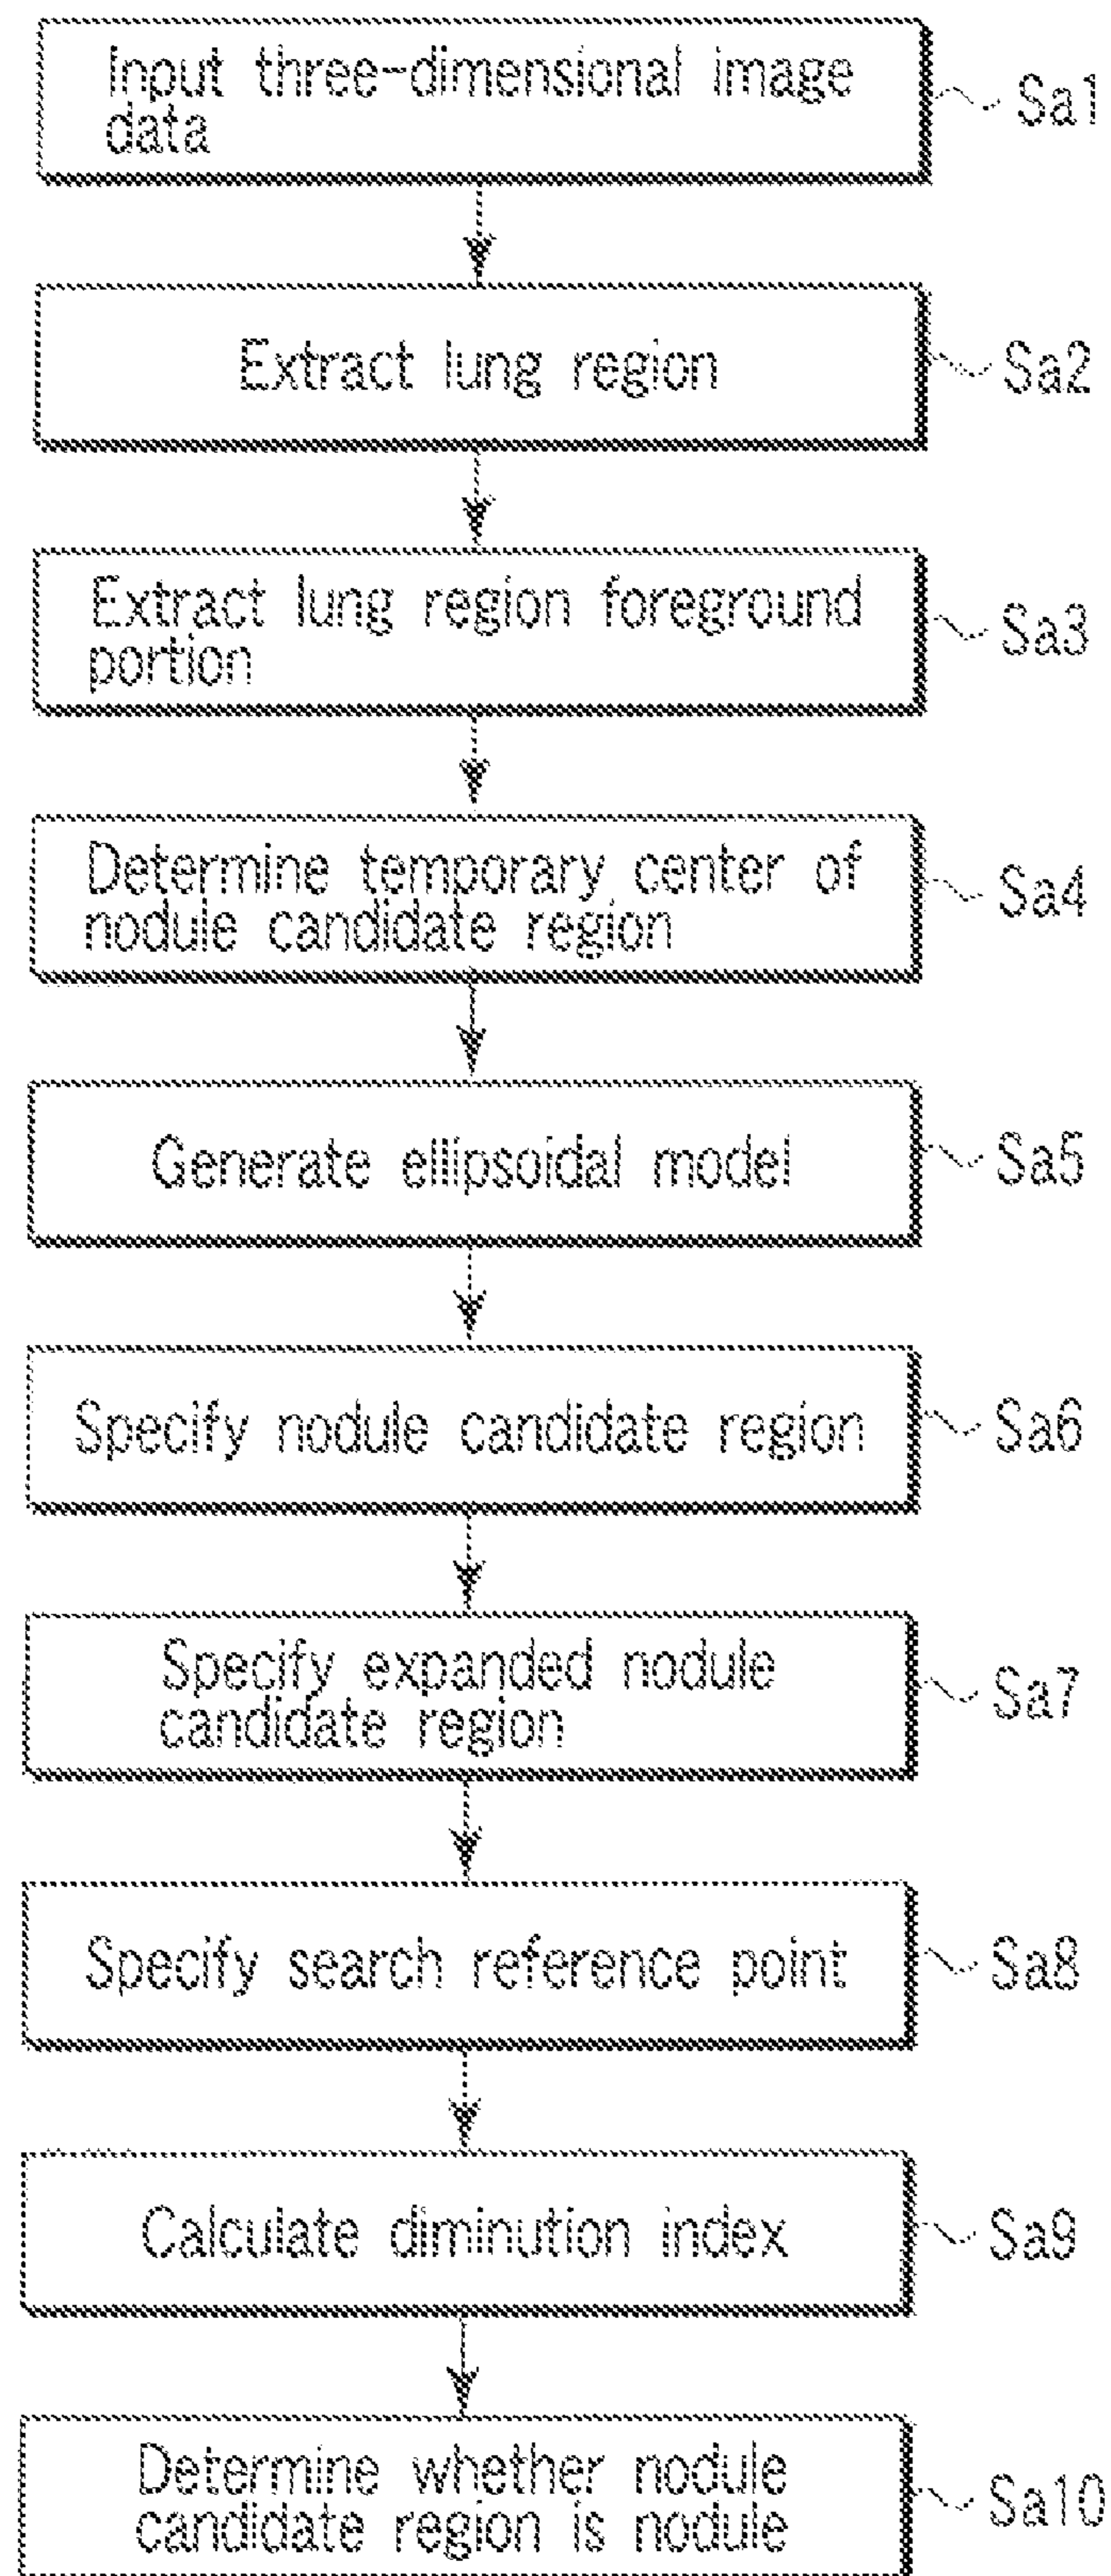 Input three-dimensional image
data
Sa1
Extract lung region
Sa2
Extract lung region foreground
portion
Sa3
Determine temporary center of
nodule candidate region
Sa4
Generate ellipsoidal model
Sa5
Specify nodule candidate region
Sa6
Specify expanded nodule
candidate region
Sa7
Specify search reference point
Sa8
Calculate diminution index
Sa9
Determine whether nodule
candidate region is nodule
Sa10